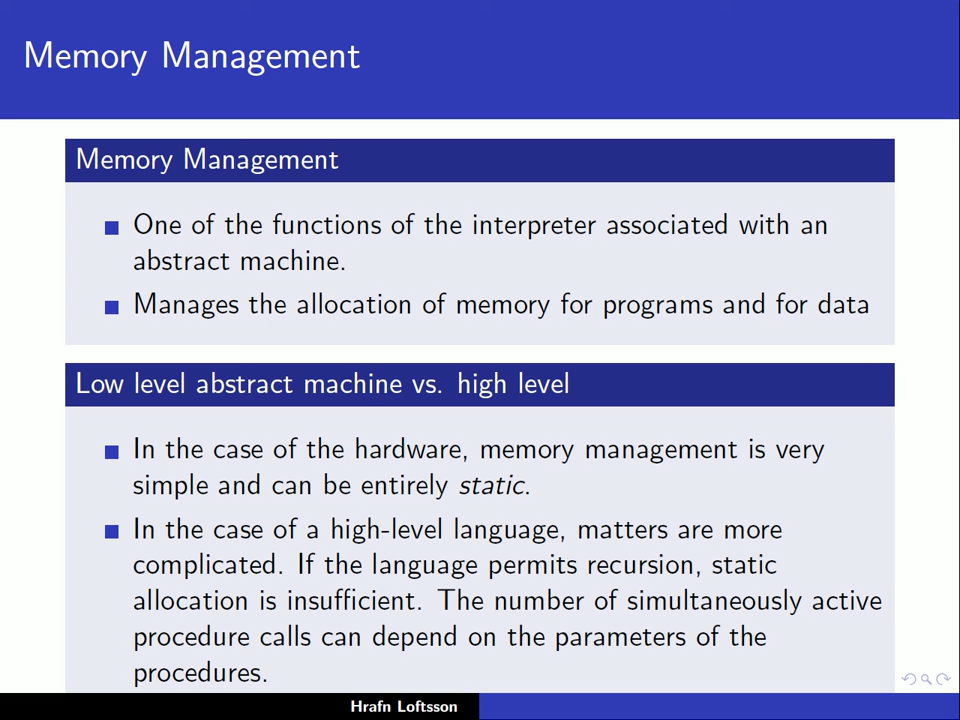 Memory Management
Memory Management
One of the functions of the interpreter associated with an
abstract machine.
Manages the allocation of memory for programs and for data
Low level abstract machine vs. high level
In the case of the hardware, memory management is very
simple and can be entirely static.
In the case of a high-level language, matters are more
complicated. If the language permits recursion, static
allocation is insufficient. The number of simultaneously active
procedure calls can depend on the parameters of the
procedures.
Hrafn Loftsson